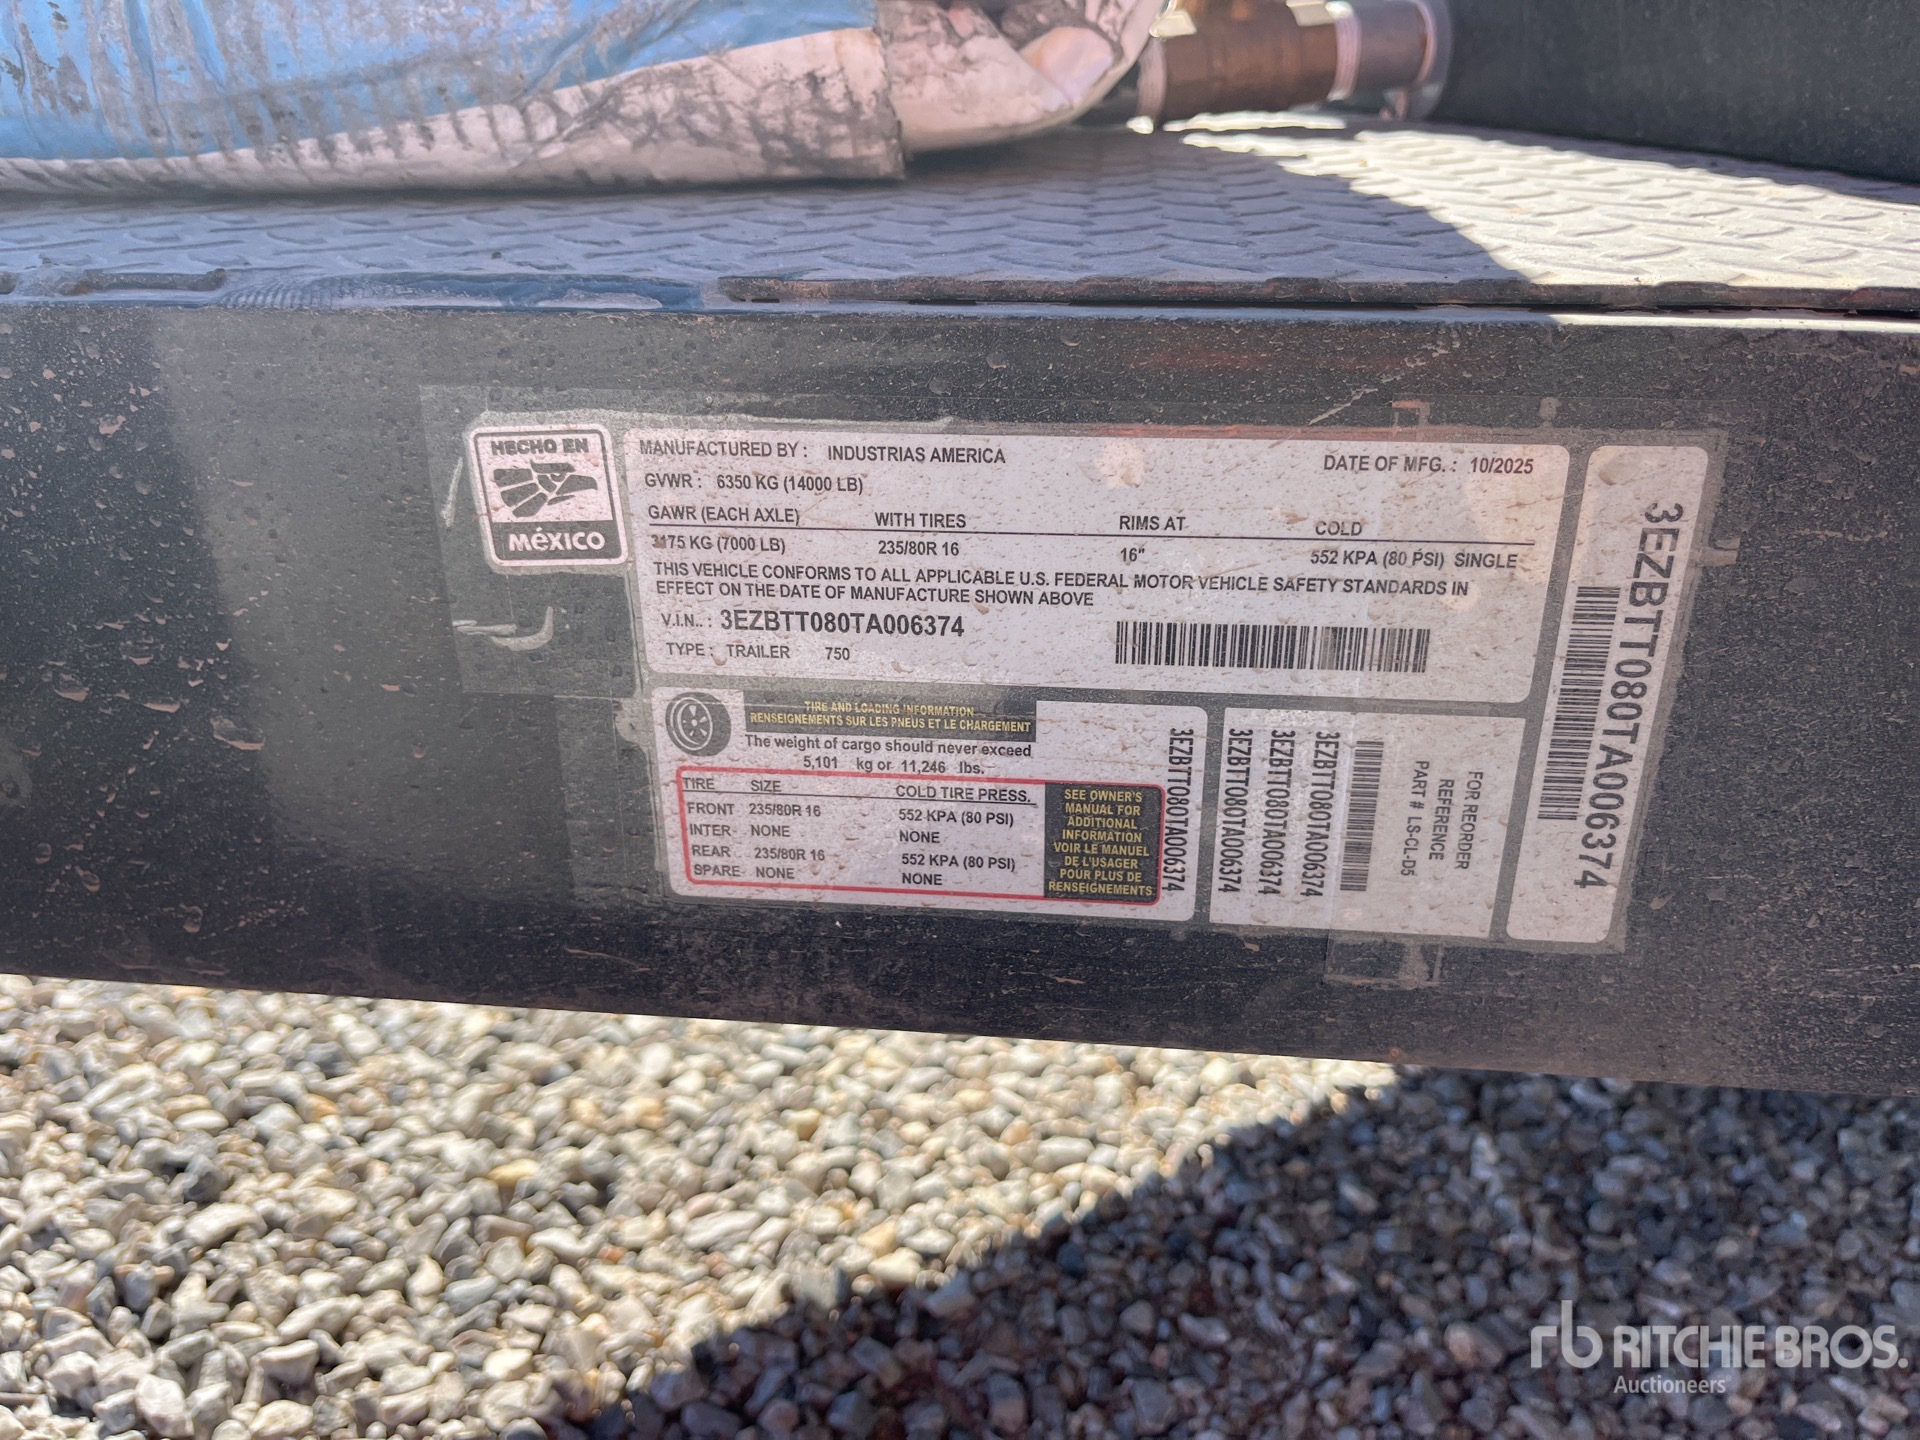 HECHO EN
MÉXICO
MANUFACTURED BY : INDUSTRIAS AMERICA
DATE OF MFG. : 10/2025
GVWR : 6350 KG (14000 LB)
GAWR (EACH AXLE) WITH TIRES RIMS AT COLD
3175 KG (7000 LB) 235/80R 16 16" 552 KPA (80 PSI) SINGLE
THIS VEHICLE CONFORMS TO ALL APPLICABLE U.S. FEDERAL MOTOR VEHICLE SAFETY STANDARDS IN
EFFECT ON THE DATE OF MANUFACTURE SHOWN ABOVE
V.I.N.. : 3EZBTT080TA006374
TYPE : TRAILER 750
TIRE AND LOADING INFORMATION
RENSEIGNEMENTS SUR LES PNEUS ET LE CHARGEMENT
The weight of cargo should never exceed
5,101 kg or 11,246 lbs.
TIRE SIZE COLD TIRE PRESS.
FRONT 235/80R 16 552 KPA (80 PSI)
INTER- NONE NONE
REAR 235/80R 16 552 KPA (80 PSI)
SPARE- NONE NONE
SEE OWNER'S
MANUAL FOR
ADDITIONAL
INFORMATION
VOIR LE MANUEL
DE L'USAGER
POUR PLUS DE
RENSEIGNEMENTS
3EZBTT080TA006374
3EZBTT080TA006374
3EZBTT080TA006374
3EZBTT080TA006374
FOR REORDER
REFERENCE
PART # LS-CL-D5
3EZBTT080TA006374
rb RITCHIE BROS.
Auctioneers